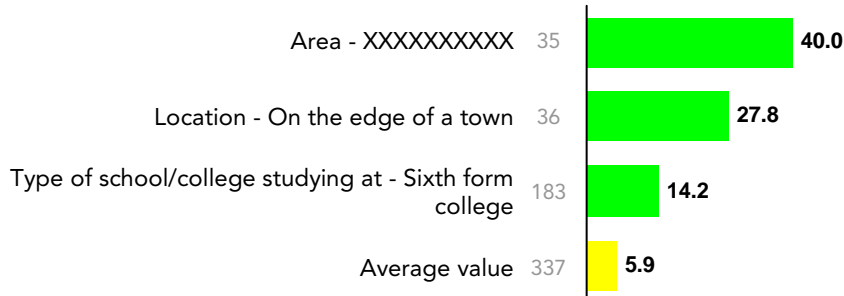 Area - XXXXXXXXXX 35 40.0
Location - On the edge of a town 36 27.8
Type of school/college studying at - Sixth form
college 183 14.2
Average value 337 5.9